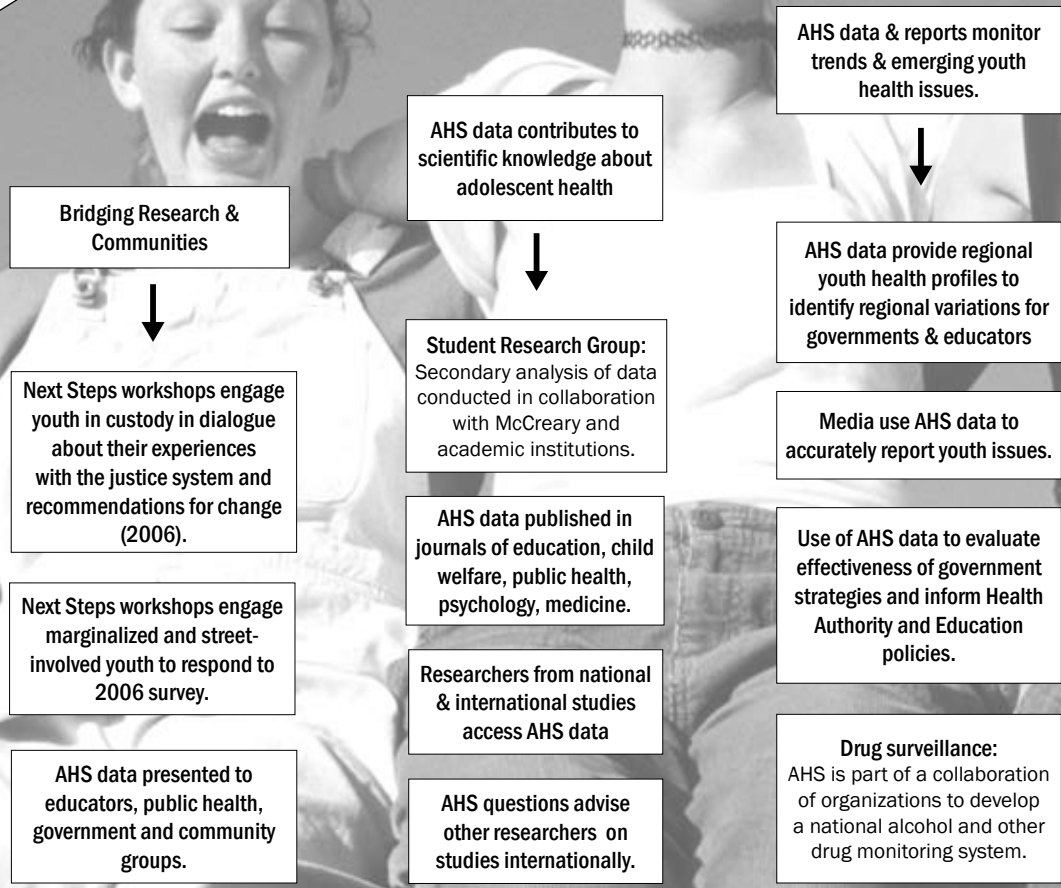 Bridging Research &
Communities
Next Steps workshops engage
youth in custody in dialogue
about their experiences
with the justice system and
recommendations for change
(2006).
Next Steps workshops engage
marginalized and street-
involved youth to respond to
2006 survey.
AHS data presented to
educators, public health,
government and community
groups.
AHS data contributes to
scientific knowledge about
adolescent health
Student Research Group:
Secondary analysis of data
conducted in collaboration
with McCreary and
academic institutions.
AHS data published in
journals of education, child
welfare, public health,
psychology, medicine.
Researchers from national
& international studies
access AHS data
AHS questions advise
other researchers on
studies internationally.
AHS data & reports monitor
trends & emerging youth
health issues.
AHS data provide regional
youth health profiles to
identify regional variations for
governments & educators
Media use AHS data to
accurately report youth issues.
Use of AHS data to evaluate
effectiveness of government
strategies and inform Health
Authority and Education
policies.
Drug surveillance:
AHS is part of a collaboration
of organizations to develop
a national alcohol and other
drug monitoring system.